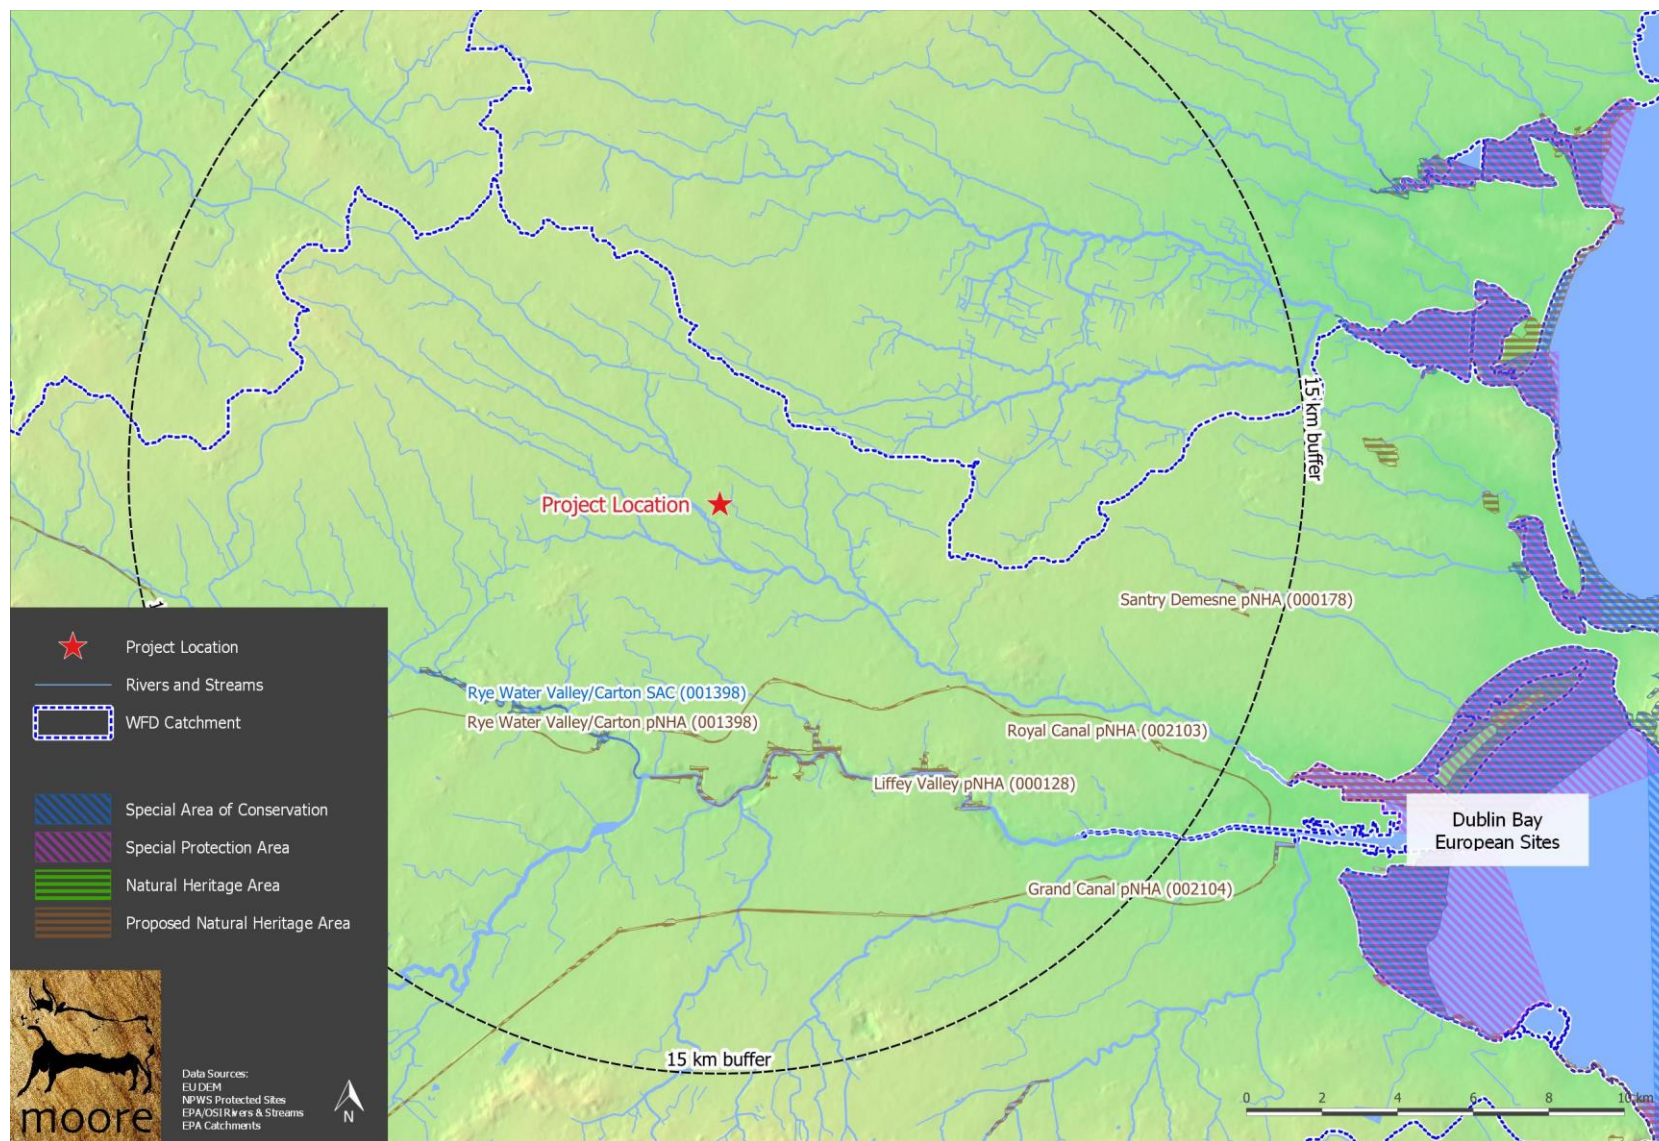 15 km buffer
Project Location
Santry Demesne pNHA (000178)
Rye Water Valley/Carton SAC (001398)
Rye Water Valley/Carton pNHA (001398)
Royal Canal pNHA (002103)
Liffey Valley pNHA (000128)
Dublin Bay
European Sites
Grand Canal pNHA (002104)
15 km buffer
Project Location
Rivers and Streams
WFD Catchment
Special Area of Conservation
Special Protection Area
Natural Heritage Area
Proposed Natural Heritage Area
moore
Data Sources:
EU DEM
NPWS Protected Sites
EPA/OSI Rivers & Streams
EPA Catchments
N
0 2 4 6 8 10 km